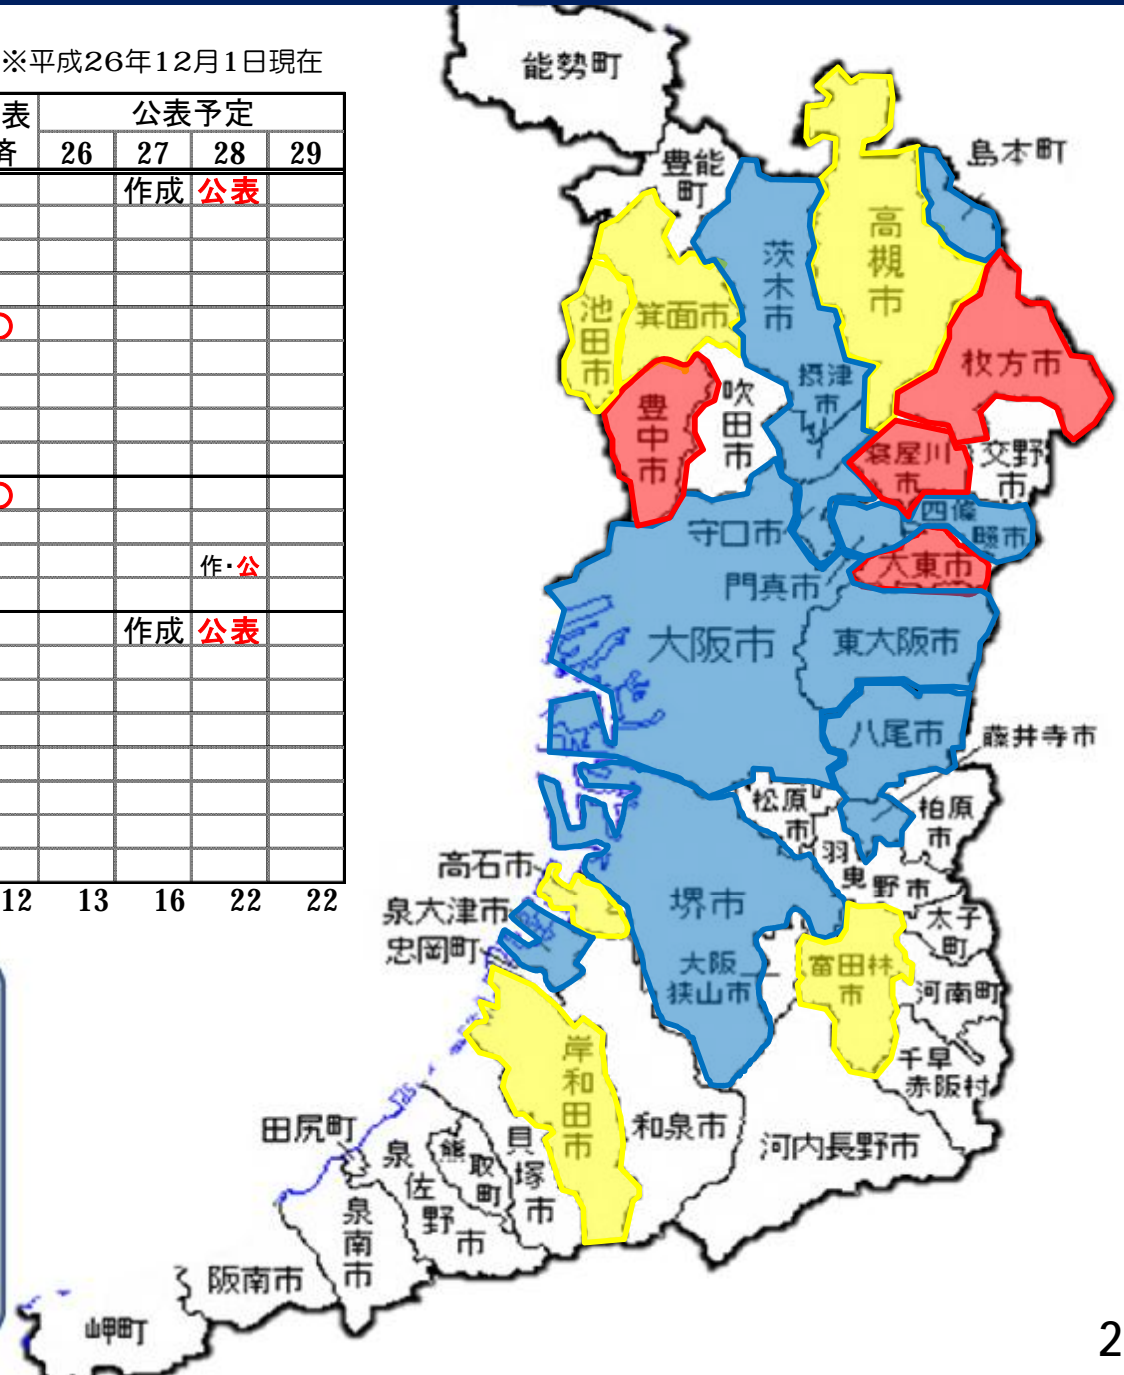 ※平成26年12月1日現在
表 公表予定
済 26 27 28 29
作成 公表
作・公
作成 公表
12 13 16 22 22
能勢町
豊能町
島本町
高槻市
茨木市
池田市
箕面市
枚方市
摂津市
吹田市
豊中市
寝屋川市
交野市
四條畷市
守口市
大東市
門真市
大阪市
東大阪市
八尾市
藤井寺市
松原市
柏原市
羽曳野市
高石市
堺市
泉大津市
太子町
忠岡町
大阪狭山市
富田林市
河南町
岸和田市
千早赤阪村
和泉市
河内長野市
田尻町
貝塚市
熊取町
泉佐野市
泉南市
阪南市
岬町
2